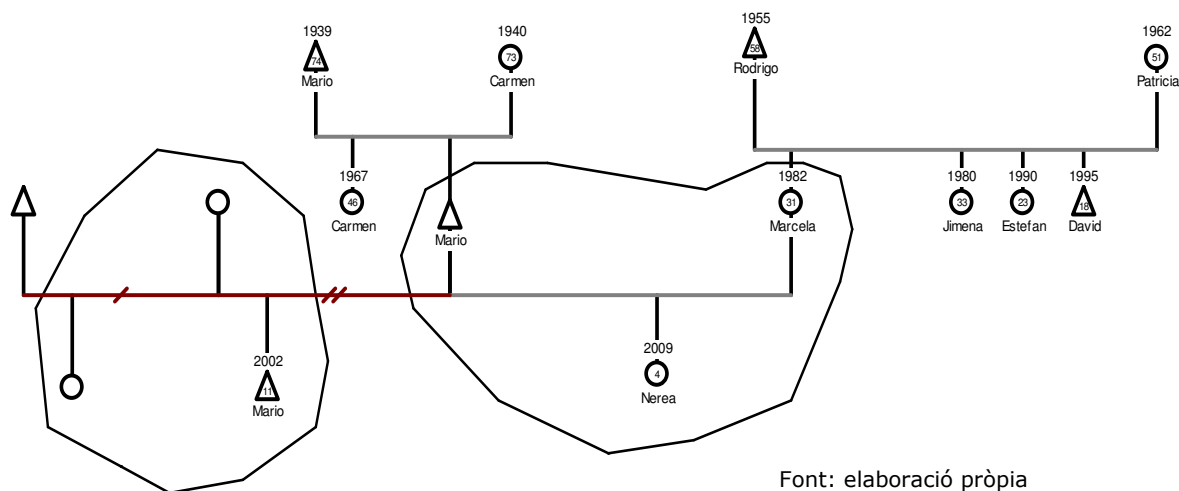 1939
74
Mario
1940
73
Carmen
1955
58
Rodrigo
1962
51
Patricia
1967
46
Carmen
Mario
1982
31
Marcela
1980
33
Jimena
1990
23
Estefan
1995
18
David
2002
11
Mario
2009
4
Nerea
Font: elaboració pròpia